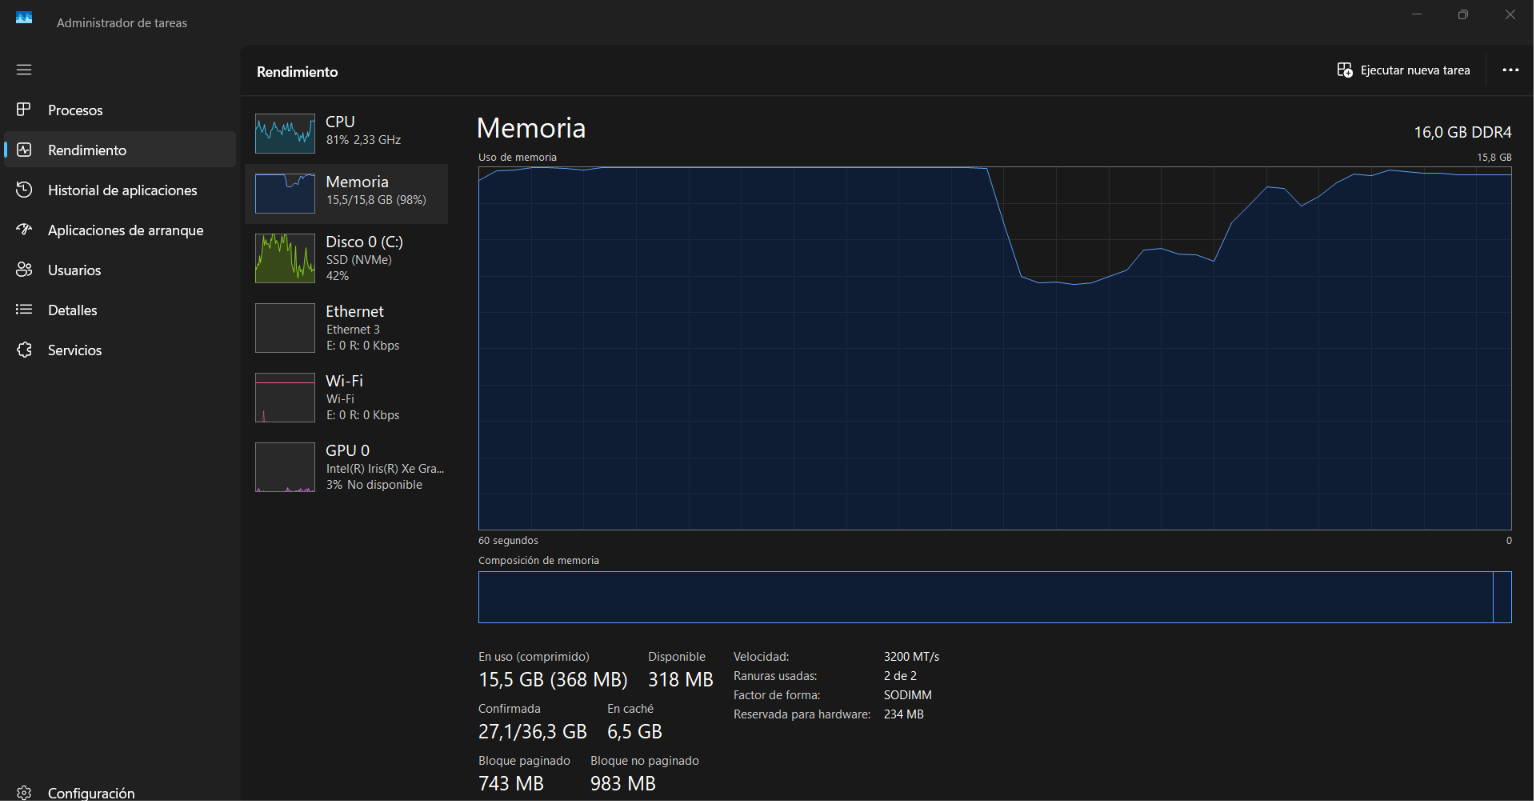 Administrador de tareas
Rendimiento
Ejecutar nueva tarea
Procesos
Rendimiento
Historial de aplicaciones
Aplicaciones de arranque
Usuarios
Detalles
Servicios
Configuración
CPU
81% 2,33 GHz
Memoria
15,5/15,8 GB (98%)
Disco 0 (C:)
SSD (NVMe)
42%
Ethernet
Ethernet 3
E: 0 R: 0 Kbps
Wi-Fi
Wi-Fi
E: 0 R: 0 Kbps
GPU 0
Intel(R) Iris(R) Xe Gra...
3% No disponible
Memoria
16,0 GB DDR4
Uso de memoria
15,8 GB
60 segundos
0
Composición de memoria
En uso (comprimido)
15,5 GB (368 MB)
Disponible
318 MB
Confirmada
27,1/36,3 GB
En caché
6,5 GB
Bloque paginado
743 MB
Bloque no paginado
983 MB
Velocidad: 3200 MT/s
Ranuras usadas: 2 de 2
Factor de forma: SODIMM
Reservada para hardware: 234 MB